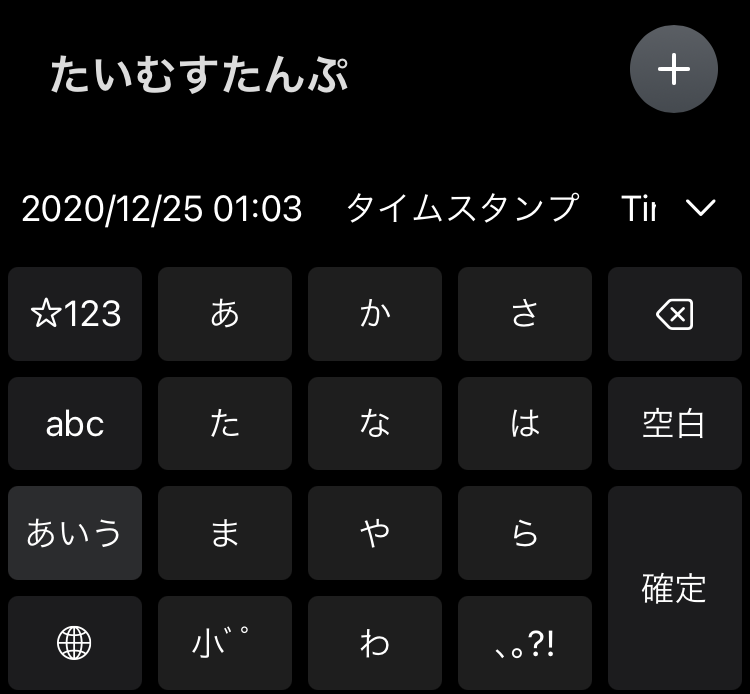 たいむすたんぷ
2020/12/25 01:03 タイムスタンプ
☆123 あ か さ
abc た な は 空白
あいう ま や ら 確定
小゛゜ わ 、。?!